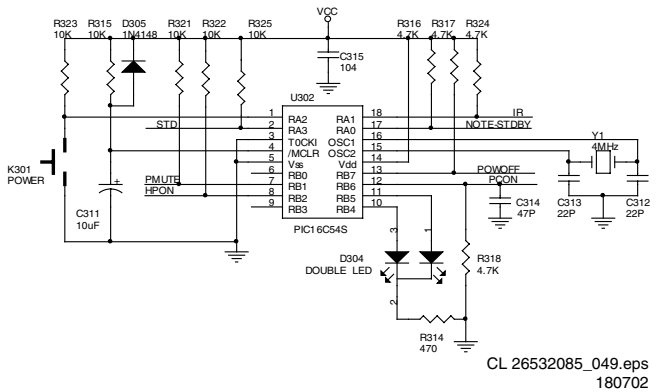 VCC
R323 R315 D305 R321 R322 R325 R316 R317 R324
10K 10K 1N4148 10K 10K 10K 4.7K 4.7K 4.7K
C315
104
U302
1 RA2 RA1 18 IR
STD 2 RA3 RA0 17 NOTE-STDBY
3 T0CKI OSC1 16
4 /MCLR OSC2 15
5 Vss Vdd 14
6 RB0 RB7 13 POWOFF
PMUTE 7 RB1 RB6 12 PCON
HPON 8 RB2 RB5 11
9 RB3 RB4 10
PIC16C54S
Y1
4MHz
K301
POWER
+
C311
10uF
C314
47P
C313
22P
C312
22P
3 1
D304
DOUBLE LED
2
R318
4.7K
R314
470
CL 26532085_049.eps
180702